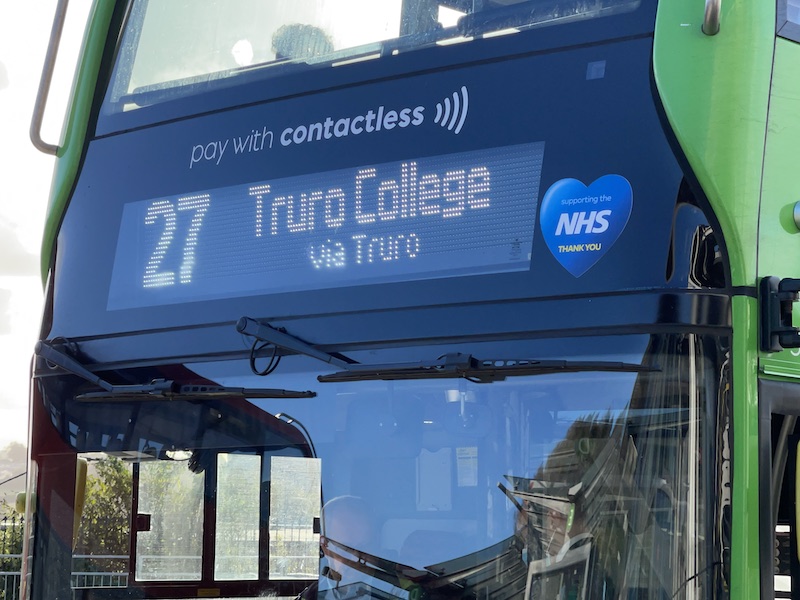 pay with contactless
27 Truro College
via Truro
supporting the
NHS
THANK YOU